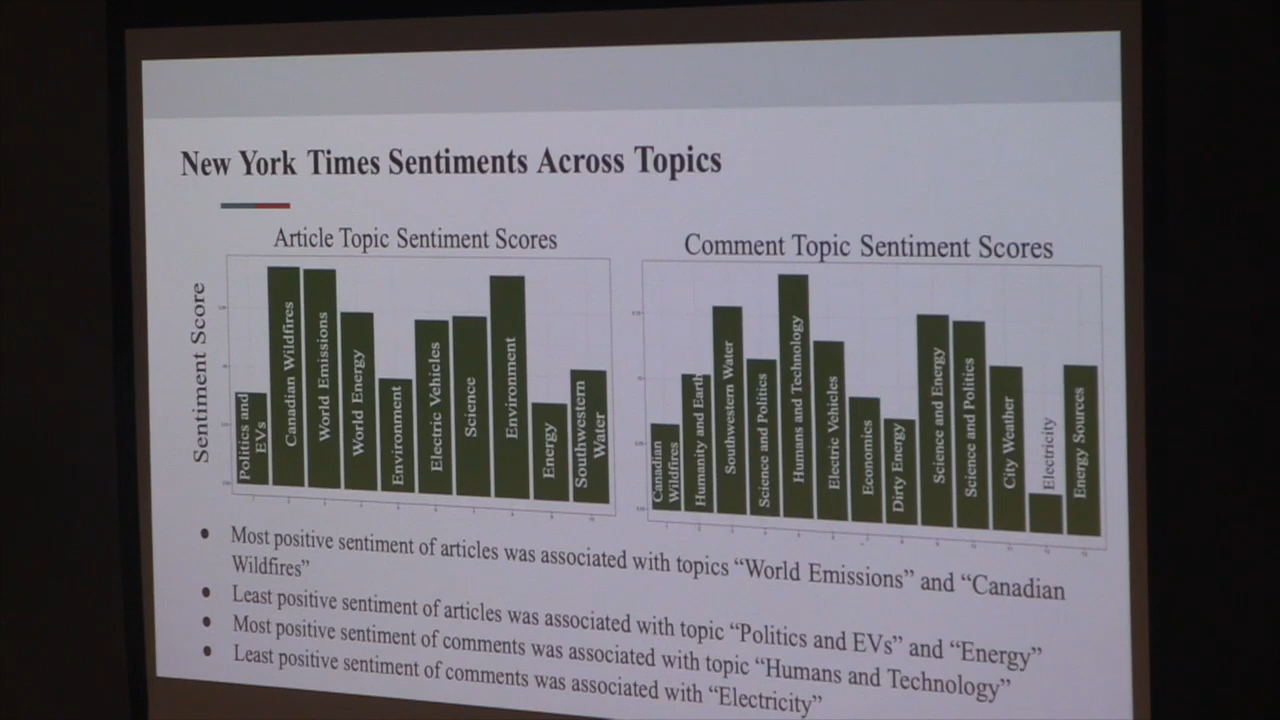 New York Times Sentiments Across Topics
Article Topic Sentiment Scores
Sentiment Score
Politics and
EVs
Canadian Wildfires
World Emissions
World Energy
Environment
Electric Vehicles
Science
Environment
Energy
Southwestern
Water
Comment Topic Sentiment Scores
Canadian
Wildfires
Humanity and Earth
Southwestern Water
Science and Politics
Humans and Technology
Electric Vehicles
Economics
Dirty Energy
Science and Energy
Science and Politics
City Weather
Electricity
Energy Sources
• Most positive sentiment of articles was associated with topics “World Emissions” and “Canadian
Wildfires”
• Least positive sentiment of articles was associated with topic “Politics and EVs” and “Energy”
• Most positive sentiment of comments was associated with topic “Humans and Technology”
• Least positive sentiment of comments was associated with “Electricity”